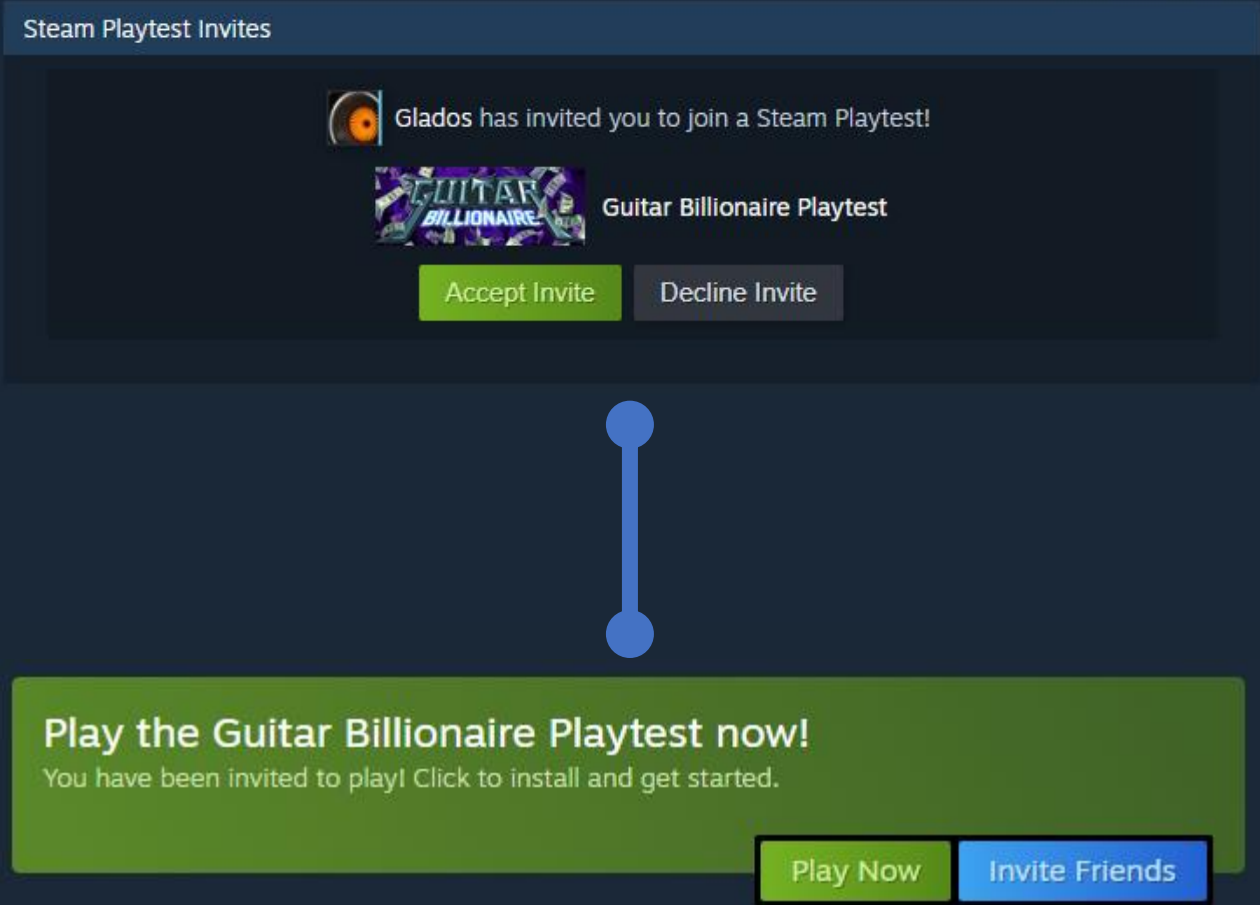 Steam Playtest Invites
Glados has invited you to join a Steam Playtest!
GUITAR
BILLIONAIRE
Guitar Billionaire Playtest
Accept Invite
Decline Invite
Play the Guitar Billionaire Playtest now!
You have been invited to play! Click to install and get started.
Play Now
Invite Friends